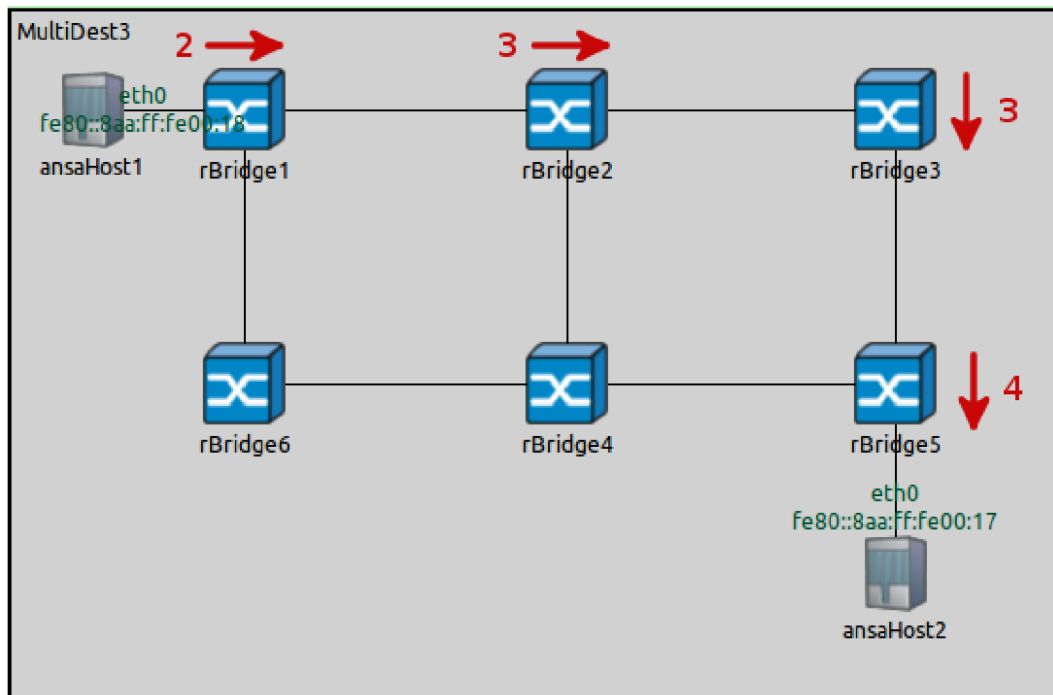 MultiDest3
2
3
eth0
fe80::8aa:ff:fe00:18
3
ansaHost1
rBridge1
rBridge2
rBridge3
4
rBridge6
rBridge4
rBridge5
eth0
fe80::8aa:ff:fe00:17
ansaHost2